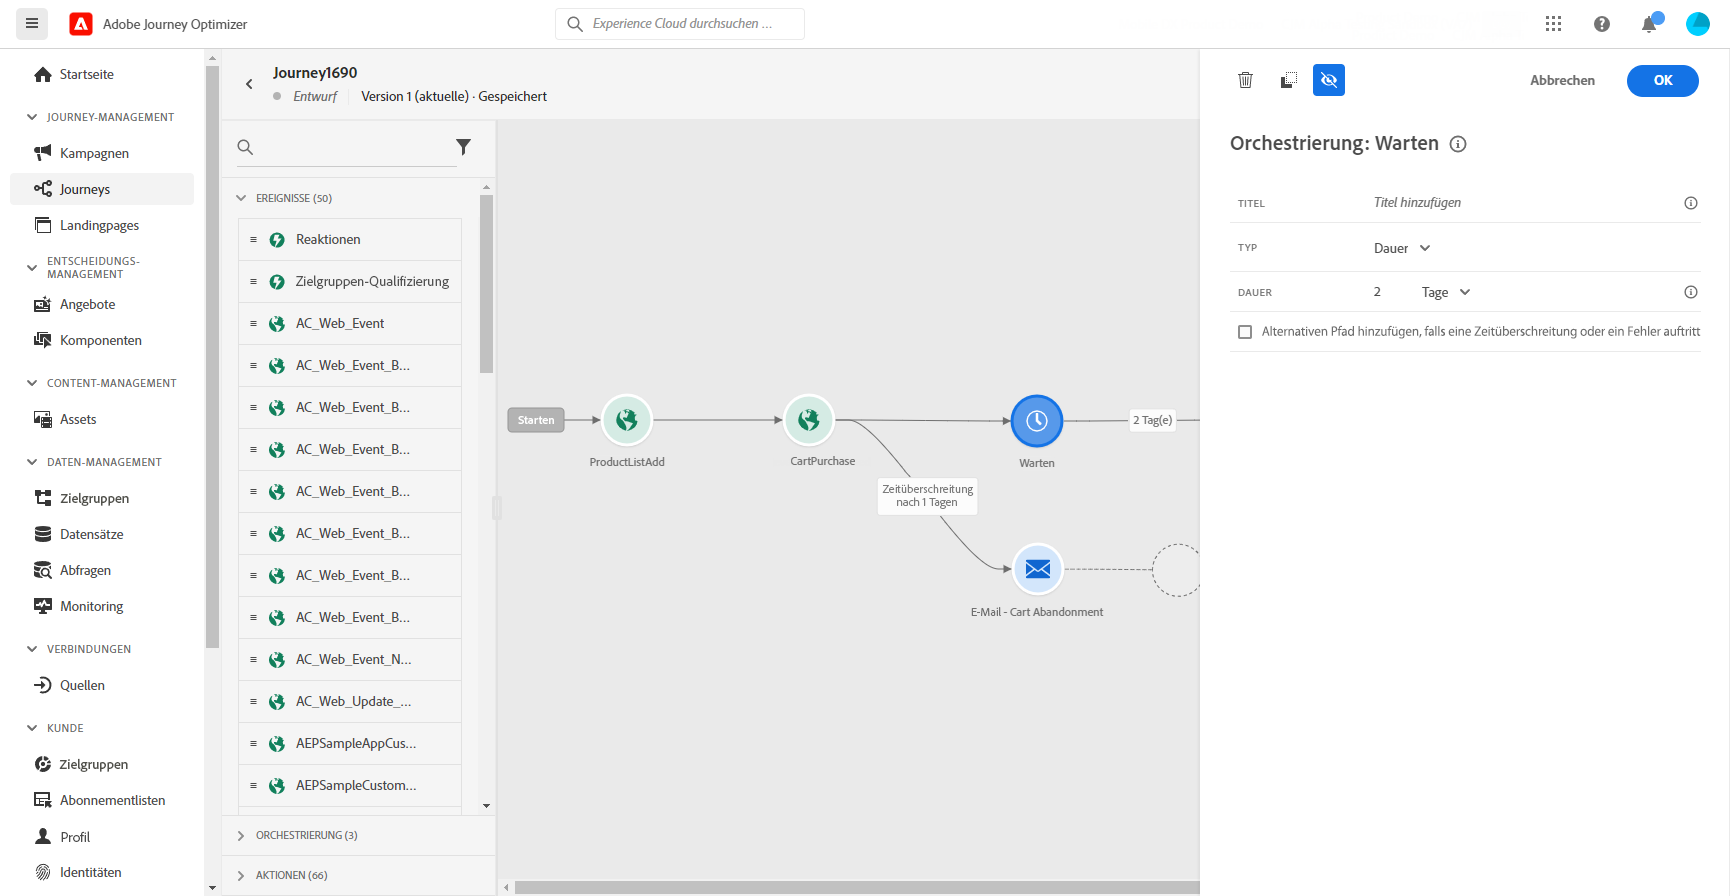 Adobe Journey Optimizer
Experience Cloud durchsuchen ...
Startseite
JOURNEY-MANAGEMENT
Kampagnen
Journeys
Landingpages
ENTSCHEIDUNGS-
MANAGEMENT
Angebote
Komponenten
CONTENT-MANAGEMENT
Assets
DATEN-MANAGEMENT
Zielgruppen
Datensätze
Abfragen
Monitoring
VERBINDUNGEN
Quellen
KUNDE
Zielgruppen
Abonnementlisten
Profil
Identitäten
Journey1690
Entwurf
Version 1 (aktuelle) · Gespeichert
EREIGNISSE (50)
Reaktionen
Zielgruppen-Qualifizierung
AC_Web_Event
AC_Web_Event_B...
AC_Web_Event_B...
AC_Web_Event_B...
AC_Web_Event_B...
AC_Web_Event_B...
AC_Web_Event_B...
AC_Web_Event_B...
AC_Web_Event_N...
AC_Web_Update_...
AEPSampleAppCus...
AEPSampleCustom...
ORCHESTRIERUNG (3)
AKTIONEN (66)
Starten
ProductListAdd
CartPurchase
Warten
2 Tag(e)
Zeitüberschreitung
nach 1 Tagen
E-Mail - Cart Abandonment
Abbrechen
OK
Orchestrierung: Warten
TITEL
Titel hinzufügen
TYP
Dauer
DAUER
2
Tage
Alternativen Pfad hinzufügen, falls eine Zeitüberschreitung oder ein Fehler auftritt